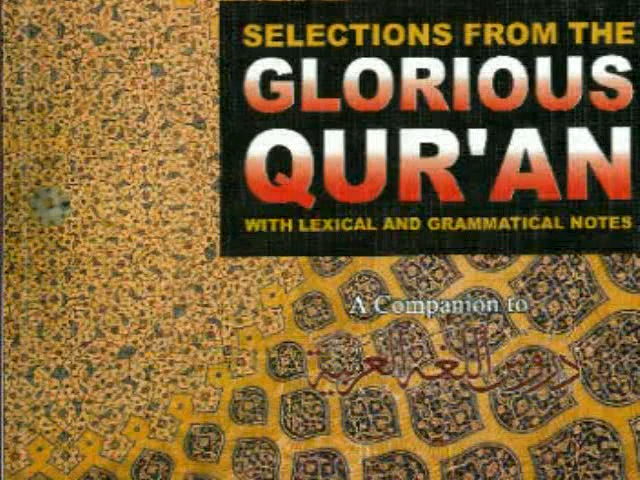 SELECTIONS FROM THE
GLORIOUS
QUR'AN
WITH LEXICAL AND GRAMMATICAL NOTES
A Companion to
دروس اللغة العربية